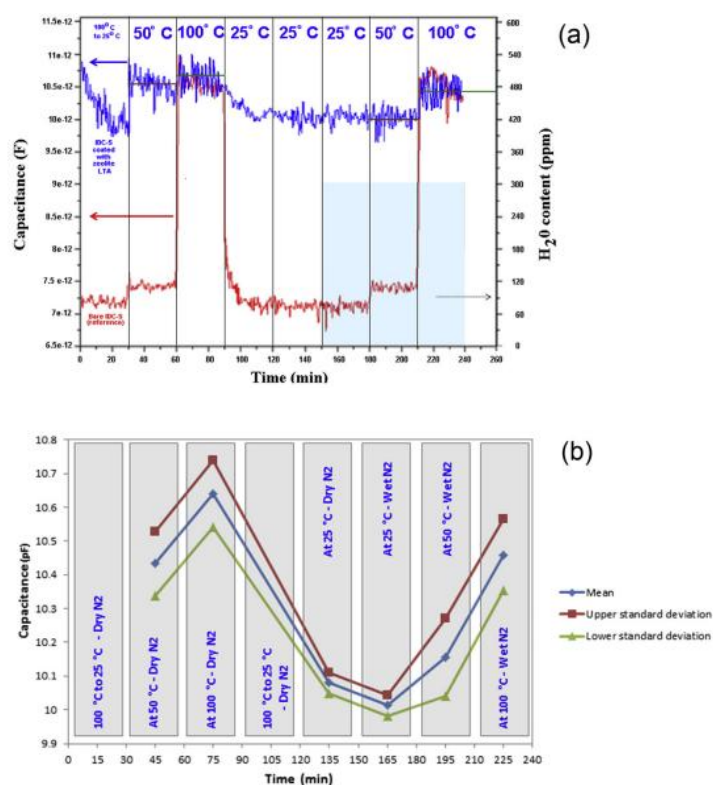 (a)
100° C
to 25° C
50° C
100° C
25° C
25° C
25° C
50° C
100° C
11.5e-12
11e-12
10.5e-12
10e-12
9.5e-12
9e-12
8.5e-12
8e-12
7.5e-12
7e-12
6.5e-12
Capacitance (F)
IDC-S
coated
with
zeolite
LTA
Bare IDC-S
(reference)
600
540
480
420
360
300
240
180
120
60
0
H20 content (ppm)
0 20 40 60 80 100 120 140 160 180 200 220 240 260
Time (min)
(b)
10.8
10.7
10.6
10.5
10.4
10.3
10.2
10.1
10
9.9
Capacitance (pF)
100 °C to 25 °C - Dry N2
At 50 °C - Dry N2
At 100 °C - Dry N2
100 °C to 25 °C
- Dry N2
At 25 °C - Dry N2
At 25 °C - Wet N2
At 50 °C - Wet N2
At 100 °C - Wet N2
Mean
Upper standard deviation
Lower standard deviation
0 15 30 45 60 75 90 105 120 135 150 165 180 195 210 225 240
Time (min)